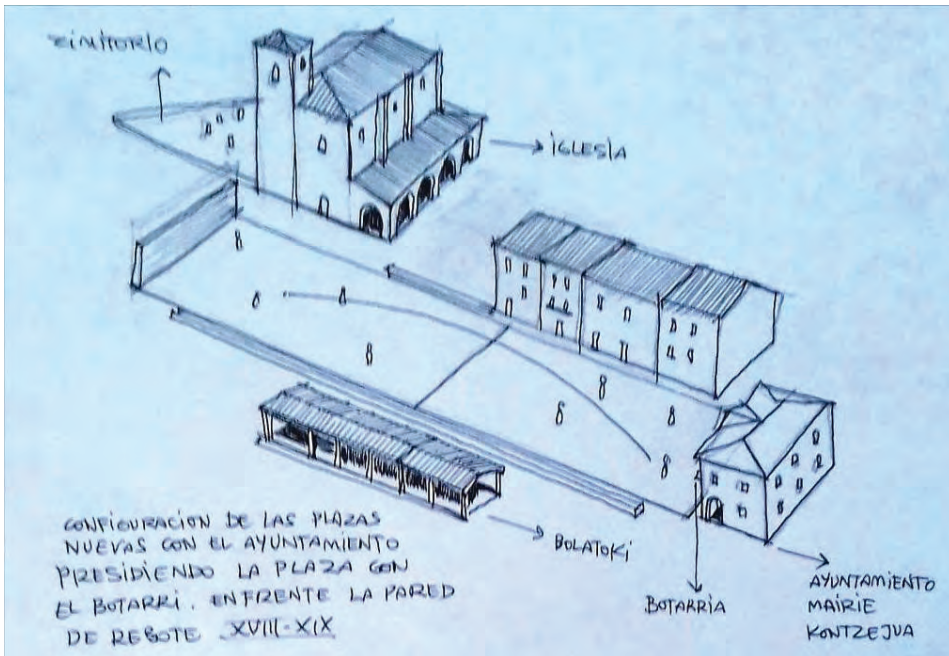 ZIMITORIO
IGLESIA
BOLATOKI
BOTARRIA
AYUNTAMIENTO
MAIRIE
KONTZEJUA
CONFIGURACION DE LAS PLAZAS
NUEVAS CON EL AYUNTAMIENTO
PRESIDIENDO LA PLAZA CON
EL BOTARRI. ENFRENTE LA PARED
DE REBOTE XVIII-XIX